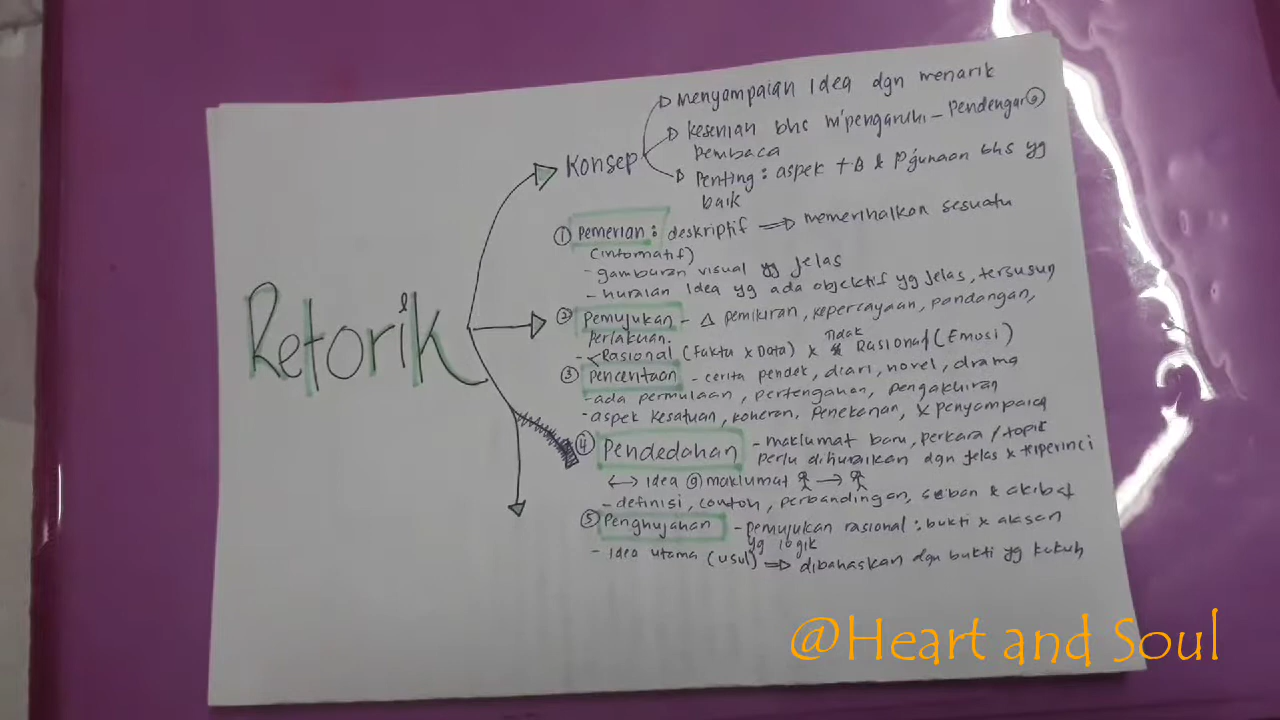 Retorik
Konsep
menyampaian Idea dgn menarik
kesenian bhs m'pengaruhi - Pendengar @
Pembaca
Penting : aspek tB & P'gunaan bhs yg
baik
① Pemerian : deskriptif ⇒ memerihalkan sesuatu
(informatif)
- gambaran visual yg jelas
- huraian Idea yg ada objektif yg jelas, tersusun
② Pemujukan - Δ pemikiran, kepercayaan, pandangan,
perlakuan.
- Rasional (Fakta x Data) x tidak Rasional (Emosi)
③ Penceritaan - cerita pendek, diari, novel, drama
- ada permulaan, pertengahan, pengakhiran
- aspek kesatuan, koheren, Penekanan, x penyampaian
④ Pendedahan - maklumat baru, perkara / topik
perlu dihuraikan dgn jelas x terperinci
↔ idea @ maklumat → 
- definisi, contoh, perbandingan, sebab & akibat
⑤ Penghujahan - pemujukan rasional : bukti x alasan
yg logik
- Idea utama (usul) ⇒ dibahaskan dgn bukti yg kukuh
@Heart and Soul